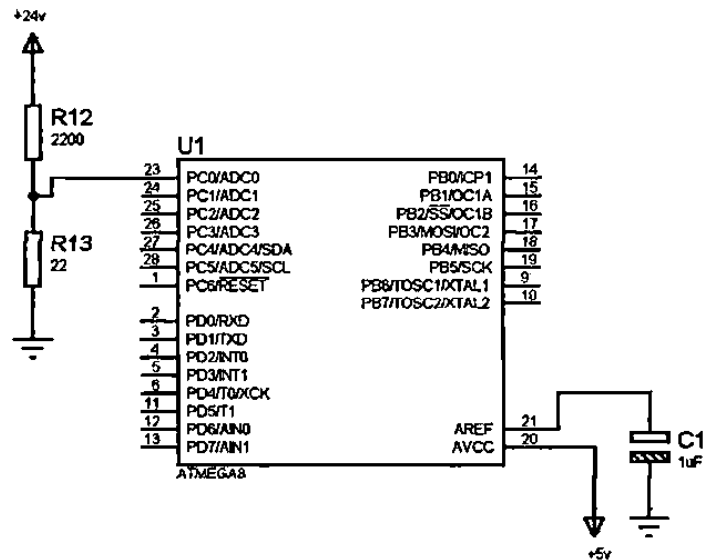 +24v
R12
2200
R13
22
U1
23 PC0/ADC0
24 PC1/ADC1
25 PC2/ADC2
26 PC3/ADC3
27 PC4/ADC4/SDA
28 PC5/ADC5/SCL
1 PC6/RESET
2 PD0/RXD
3 PD1/TXD
4 PD2/INT0
5 PD3/INT1
6 PD4/T0/XCK
11 PD5/T1
12 PD6/AIN0
13 PD7/AIN1
PB0/ICP1 14
PB1/OC1A 15
PB2/SS/OC1B 16
PB3/MOSI/OC2 17
PB4/MISO 18
PB5/SCK 19
PB6/TOSC1/XTAL1 9
PB7/TOSC2/XTAL2 10
AREF 21
AVCC 20
ATMEGA8
C1
1uF
+5v